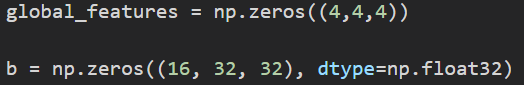 global_features = np.zeros((4,4,4))
b = np.zeros((16, 32, 32), dtype=np.float32)